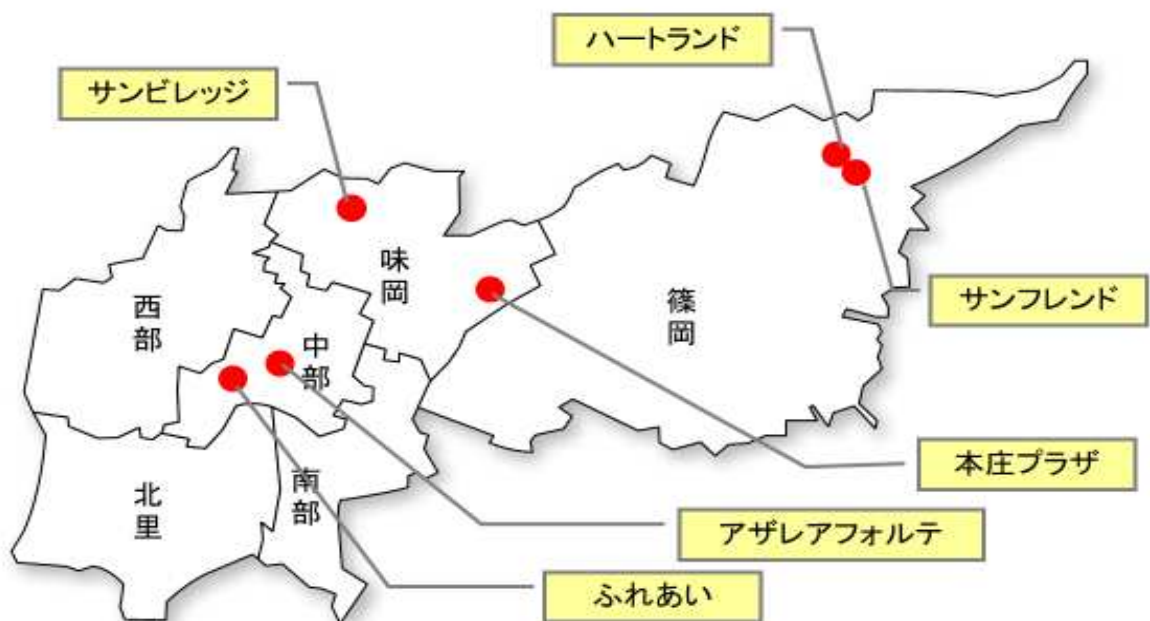 ハートランド
サンビレッジ
味岡
西部
篠岡
サンフレンド
中部
本庄プラザ
北里
南部
アザレアフォルテ
ふれあい